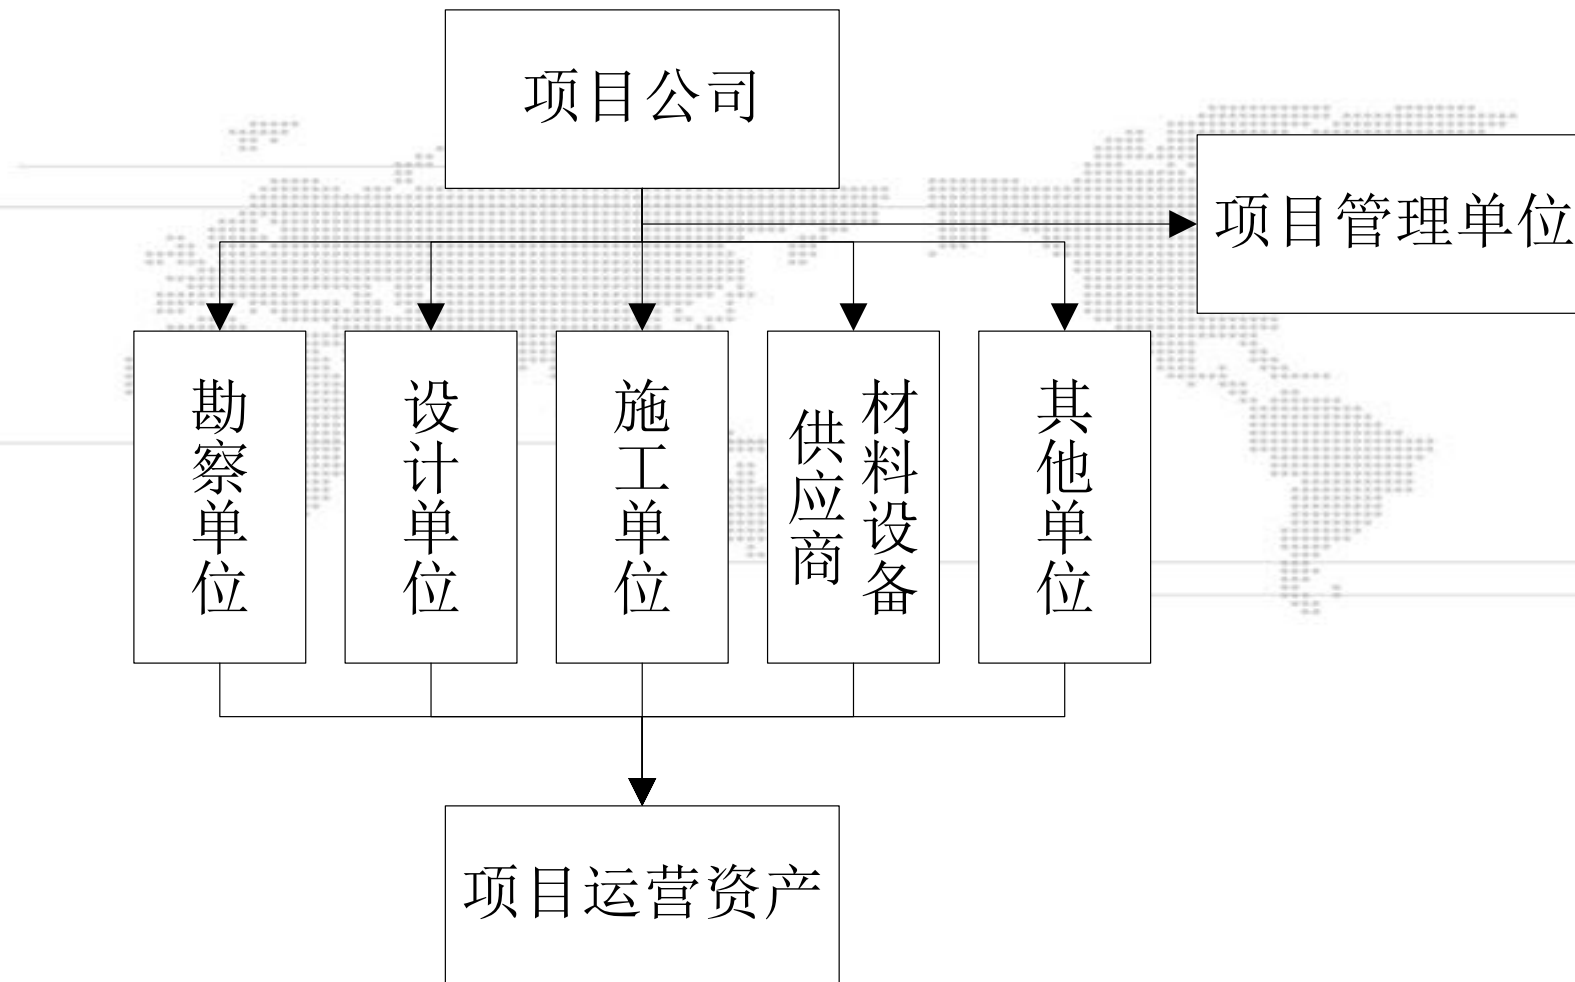 项目公司
项目管理单位
勘察单位
设计单位
施工单位
材料设备
供应商
其他单位
项目运营资产